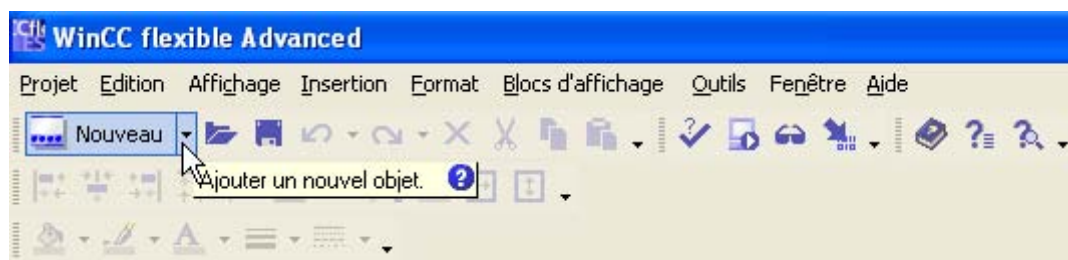 WinCC flexible Advanced
Projet Edition Affichage Insertion Format Blocs d'affichage Outils Fenêtre Aide
Nouveau
Ajouter un nouvel objet.